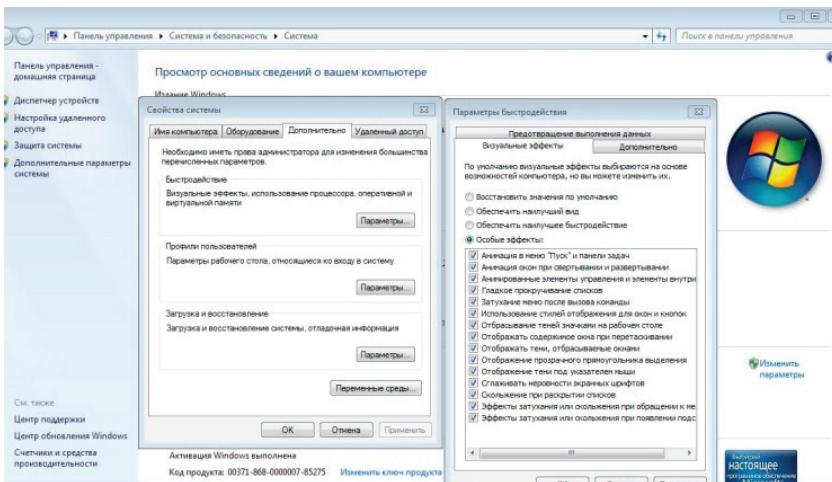 Панель управления ▸ Система и безопасность ▸ Система
Поиск в панели управления
Панель управления -
домашняя страница
Диспетчер устройств
Настройка удаленного
доступа
Защита системы
Дополнительные параметры
системы
См. также
Центр поддержки
Центр обновления Windows
Счетчики и средства
производительности
Просмотр основных сведений о вашем компьютере
Издание Windows
Свойства системы
Имя компьютера Оборудование Дополнительно Удаленный доступ
Необходимо иметь права администратора для изменения большинства
перечисленных параметров.
Быстродействие
Визуальные эффекты, использование процессора, оперативной и
виртуальной памяти
Параметры...
Профили пользователей
Параметры рабочего стола, относящиеся ко входу в систему
Параметры...
Загрузка и восстановление
Загрузка и восстановление системы, отладочная информация
Параметры...
Переменные среды...
OK Отмена Применить
Активация Windows выполнена
Код продукта: 00371-868-0000007-85275 Изменить ключ продукта
Параметры быстродействия
Предотвращение выполнения данных
Визуальные эффекты Дополнительно
По умолчанию визуальные эффекты выбираются на основе
возможностей компьютера, но вы можете изменить их.
Восстановить значения по умолчанию
Обеспечить наилучший вид
Обеспечить наилучшее быстродействие
Особые эффекты:
Анимация в меню "Пуск" и панели задач
Анимация окон при свертывании и развертывании
Анимированные элементы управления и элементы внутри
Гладкое прокручивание списков
Затухание меню после вызова команды
Использование стилей отображения для окон и кнопок
Отбрасывание теней значками на рабочем столе
Отображать содержимое окна при перетаскивании
Отображать тени, отбрасываемые окнами
Отображение прозрачного прямоугольника выделения
Отображение тени под указателем мыши
Сглаживать неровности экранных шрифтов
Скольжение при раскрытии списков
Эффекты затухания или скольжения при обращении к ме
Эффекты затухания или скольжения при появлении подс
Изменить
параметры
Выбирай
НАСТОЯЩЕЕ
программное обеспечение